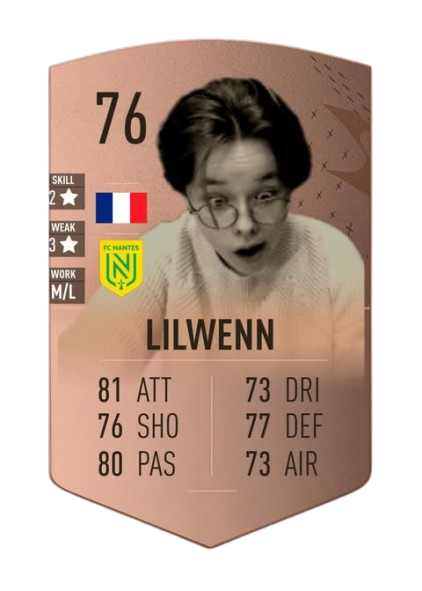 76
SKILL
2 ★
WEAK
3 ★
WORK
M/L
FC NANTES
N
LILWENN
81 ATT
76 SHO
80 PAS
73 DRI
77 DEF
73 AIR